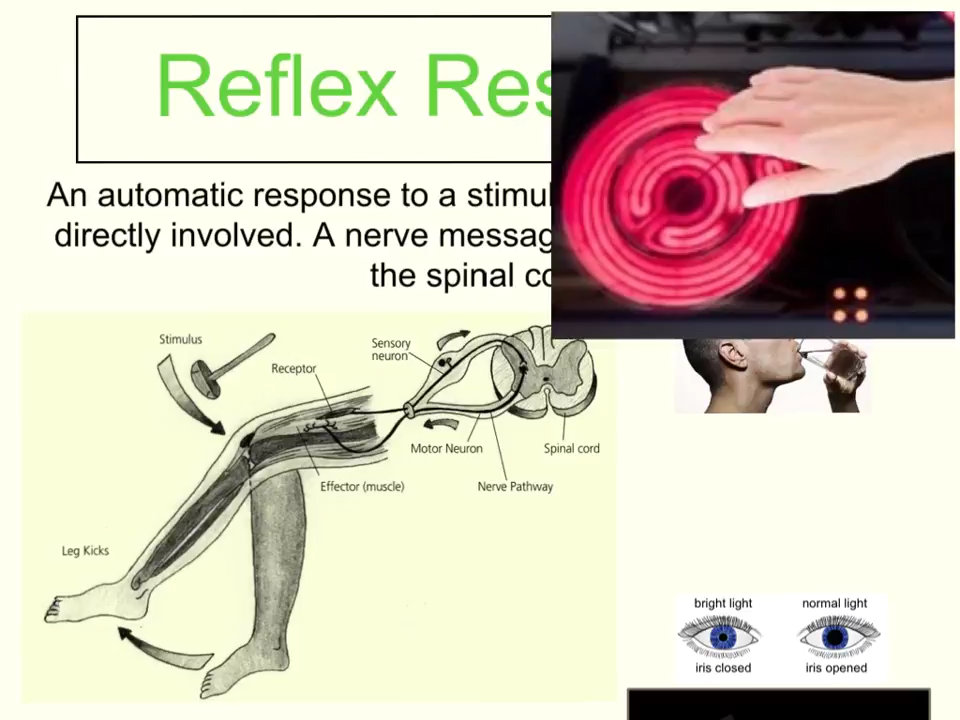 Reflex Res
An automatic response to a stimul
directly involved. A nerve messag
the spinal co
Stimulus
Receptor
Sensory
neuron
Motor Neuron
Spinal cord
Effector (muscle)
Nerve Pathway
Leg Kicks
bright light
normal light
iris closed
iris opened